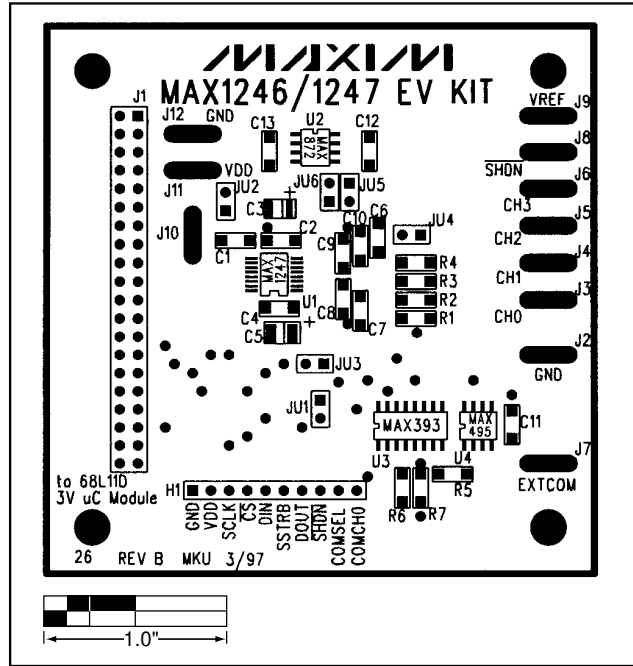 MAXIM
MAX1246/1247 EV KIT
J1
J12 GND
C13 U2 C12
MAX
872
VREF J9
J8
SHDN
J6
VDD
J11
JU2
JU6 JU5
CH3
J5
C3 +
C10 C6
JU4
CH2
J10
C1 C2
C9
J4
MAX
1247
R4
CH1
R3
J3
U1
R2
C4
C8
R1
CH0
C5 +
C7
J2
JU3
GND
JU1
MAX393
MAX
495
C11
J7
to 68L11D
3V uC Module
H1
U3 U4
R5
EXTCOM
R6 R7
GND
VDD
SCLK
CS
DIN
SSTRB
DOUT
SHDN
COMSEL
COMCH0
26 REV B MKU 3/97
1.0"